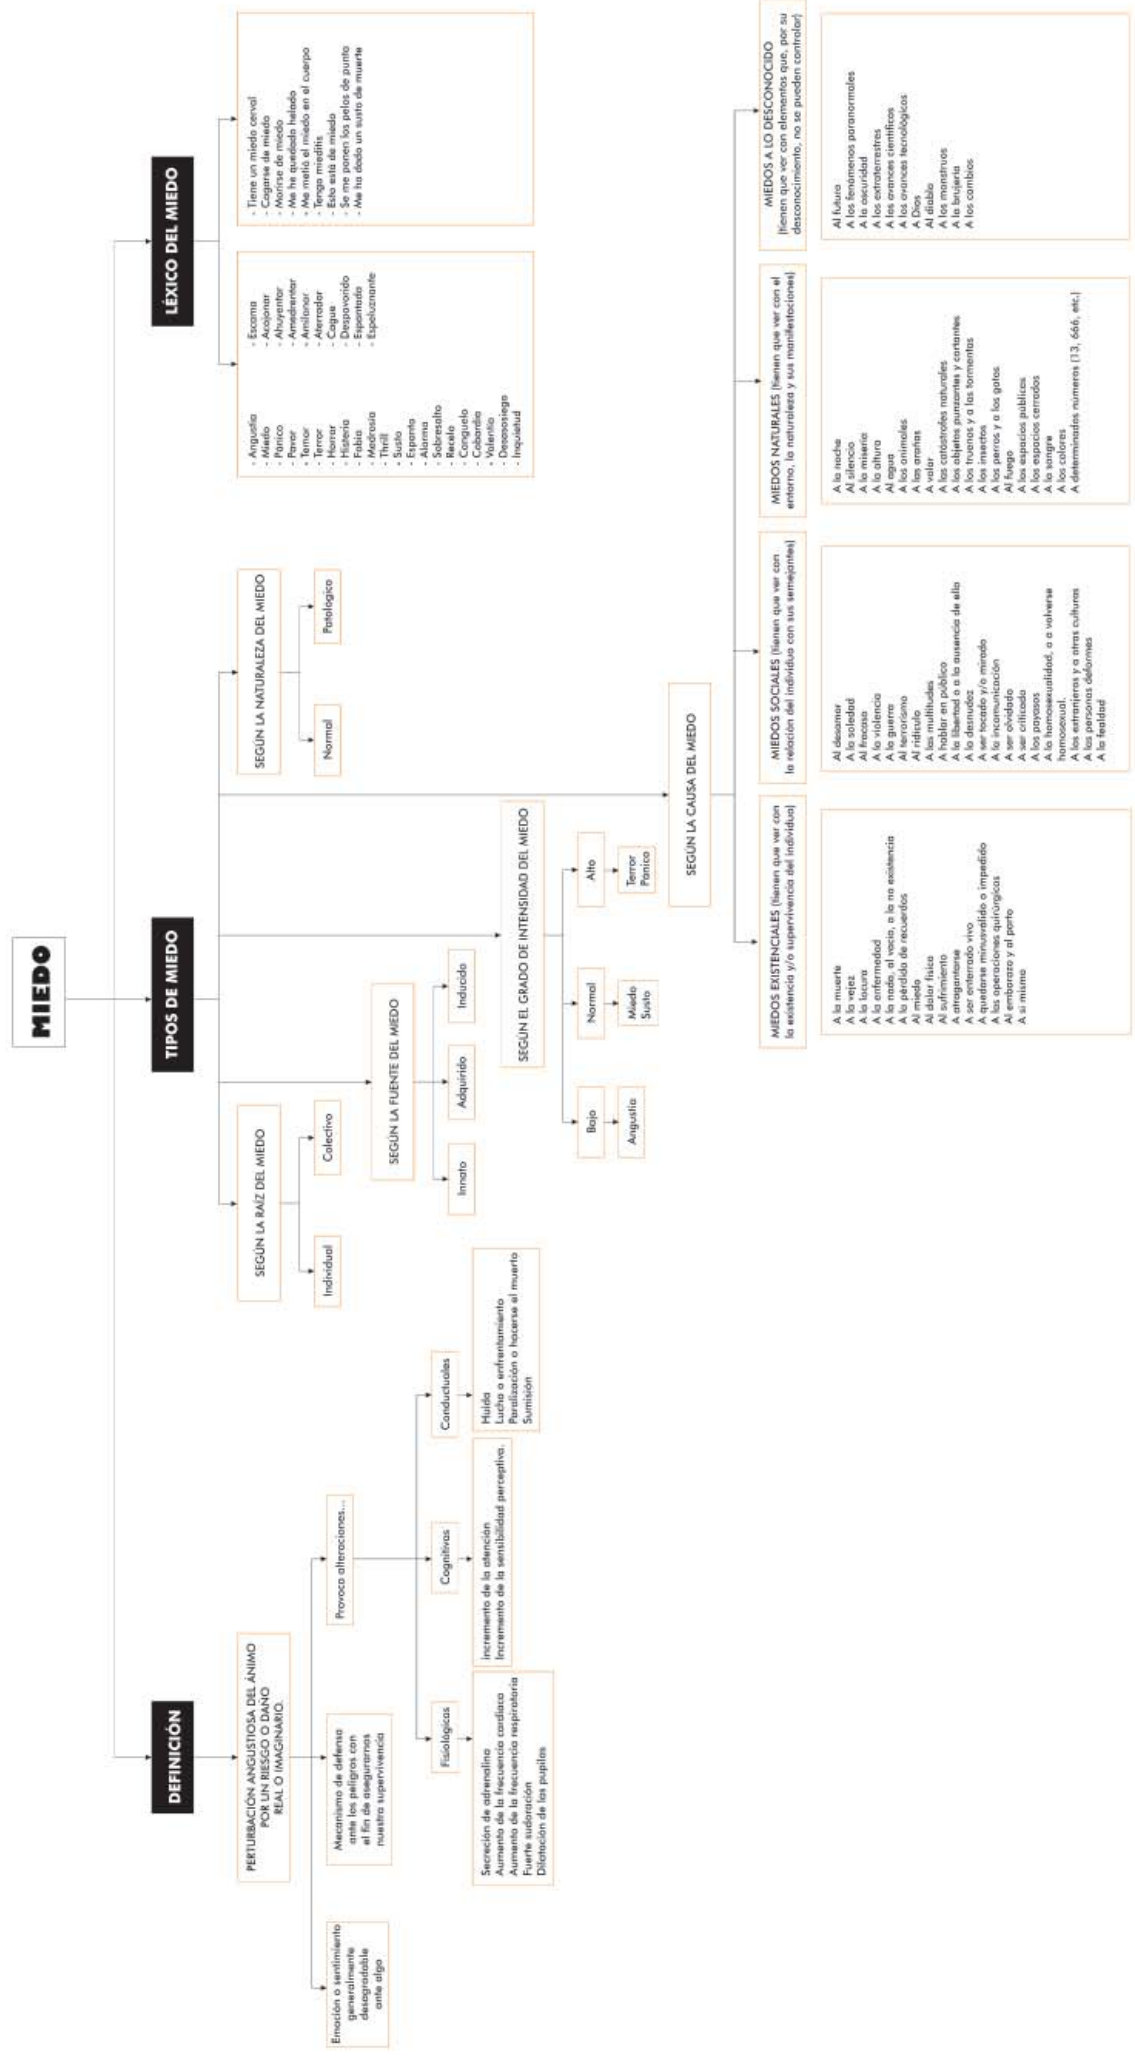 MIEDO
DEFINICIÓN
PERTURBACIÓN ANGUSTIOSA DEL ÁNIMO
POR UN RIESGO O DAÑO
REAL O IMAGINARIO.
Emoción o sentimiento
generalmente
desagradable
ante algo
Mecanismo de defensa
ante los peligros con
el fin de asegurarnos
nuestra supervivencia
Provoca alteraciones...
Fisiológicas
Secreción de adrenalina
Aumento de la frecuencia cardíaca
Aumento de la frecuencia respiratoria
Fuerte sudoración
Dilatación de las pupilas
Cognitivas
incremento de la atención
Incremento de la sensibilidad perceptiva.
Conductuales
Huida
Lucha o enfrentamiento
Paralización o hacerse el muerto
Sumisión
TIPOS DE MIEDO
SEGÚN LA RAÍZ DEL MIEDO
Individual
Colectivo
SEGÚN LA FUENTE DEL MIEDO
Innato
Adquirido
Inducido
SEGÚN EL GRADO DE INTENSIDAD DEL MIEDO
Bajo
Angustia
Normal
Miedo
Susto
Alto
Terror
Pánico
SEGÚN LA NATURALEZA DEL MIEDO
Normal
Patológico
SEGÚN LA CAUSA DEL MIEDO
MIEDOS EXISTENCIALES (tienen que ver con
la existencia y/o supervivencia del individuo)
A la muerte
A la vejez
A la locura
A la enfermedad
A la nada, al vacío, a la no existencia
A la pérdida de recuerdos
Al miedo
Al dolor físico
Al sufrimiento
A atragantarse
A ser enterrado vivo
A quedarse minusválido o impedido
A las operaciones quirúrgicas
Al embarazo y al parto
A sí mismo
MIEDOS SOCIALES (tienen que ver con
la relación del individuo con sus semejantes)
Al desamor
A la soledad
Al fracaso
A la violencia
A la guerra
Al terrorismo
Al ridículo
A las multitudes
A hablar en público
A la libertad o a la ausencia de ella
A la desnudez
A ser tocado y/o mirado
A la incomunicación
A ser olvidado
A ser criticado
A los payasos
A la homosexualidad, o a volverse
homosexual.
A los extranjeros y a otras culturas
A las personas deformes
A la fealdad
MIEDOS NATURALES (tienen que ver con el
entorno, la naturaleza y sus manifestaciones)
A la noche
Al silencio
A la miseria
A la altura
Al agua
A los animales
A las arañas
A volar
A las catástrofes naturales
A los objetos punzantes y cortantes
A los truenos y a las tormentas
A los insectos
A los perros y a los gatos
Al fuego
A los espacios públicos
A los espacios cerrados
A la sangre
A los colores
A determinados números (13, 666, etc.)
MIEDOS A LO DESCONOCIDO
(tienen que ver con elementos que, por su
desconocimiento, no se pueden controlar)
Al futuro
A los fenómenos paranormales
A la oscuridad
A los extraterrestres
A los avances científicos
A los avances tecnológicos
A Dios
Al diablo
A los monstruos
A la brujería
A los cambios
LÉXICO DEL MIEDO
- Angustia
- Miedo
- Pánico
- Pavor
- Temor
- Terror
- Horror
- Histeria
- Fobia
- Medrosía
- Thrill
- Susto
- Espanto
- Alarma
- Sobresalto
- Recelo
- Canguelo
- Cobardía
- Valentía
- Desasosiego
- Inquietud
- Escama
- Acojonar
- Ahuyentar
- Amedrentar
- Amilanar
- Aterrador
- Cague
- Despavorido
- Espantada
- Espeluznante
- Tiene un miedo cerval
- Cagarse de miedo
- Morirse de miedo
- Me he quedado helado
- Me metió el miedo en el cuerpo
- Tengo mieditis
- Esto está de miedo
- Se me ponen los pelos de punta
- Me ha dado un susto de muerte